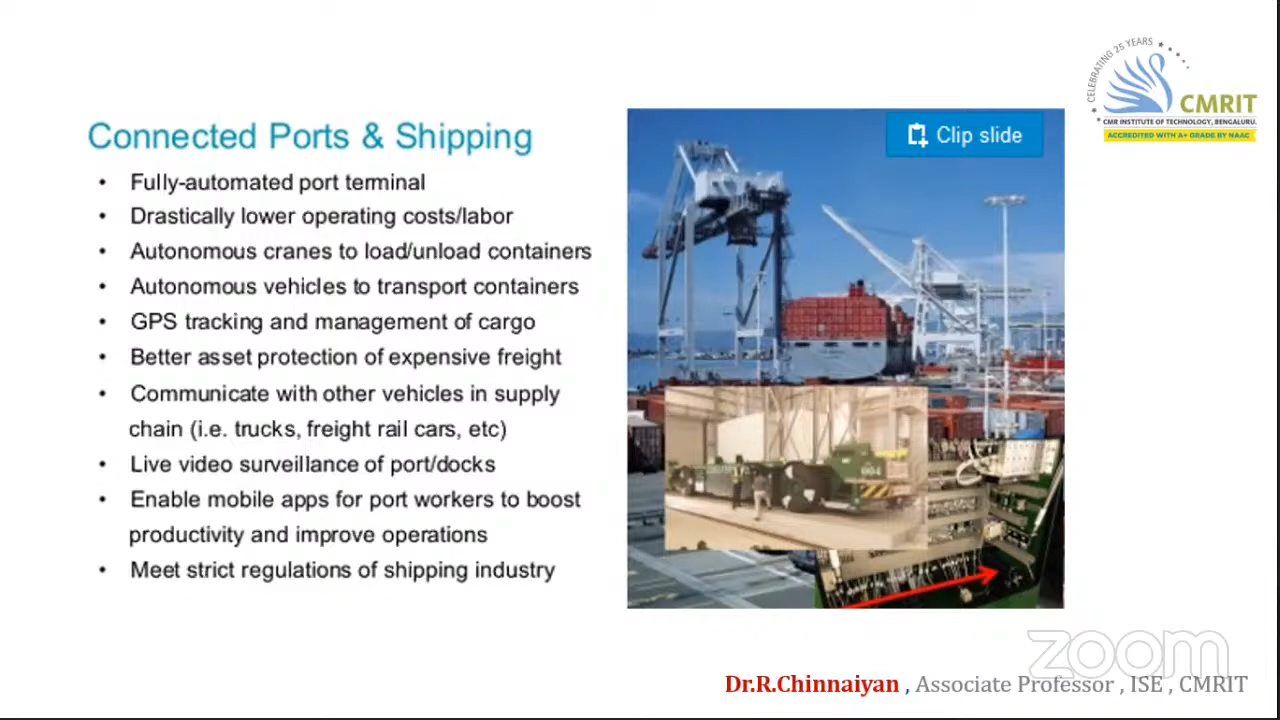 CELEBRATING 25 YEARS
CMRIT
CMR INSTITUTE OF TECHNOLOGY, BENGALURU.
ACCREDITED WITH A+ GRADE BY NAAC
Connected Ports & Shipping
Clip slide
• Fully-automated port terminal
• Drastically lower operating costs/labor
• Autonomous cranes to load/unload containers
• Autonomous vehicles to transport containers
• GPS tracking and management of cargo
• Better asset protection of expensive freight
• Communicate with other vehicles in supply
chain (i.e. trucks, freight rail cars, etc)
• Live video surveillance of port/docks
• Enable mobile apps for port workers to boost
productivity and improve operations
• Meet strict regulations of shipping industry
zoom
Dr.R.Chinnaiyan , Associate Professor , ISE , CMRIT